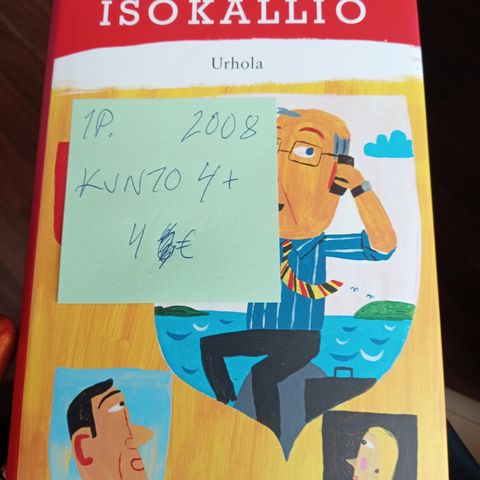 ISOKALLIO
Urhola
1P. 2008
KUNTO 4+
4 €